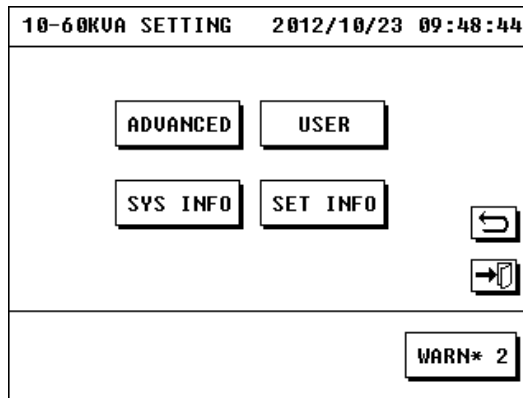 10-60KVA SETTING 2012/10/23 09:48:44
ADVANCED USER
SYS INFO SET INFO
WARN* 2